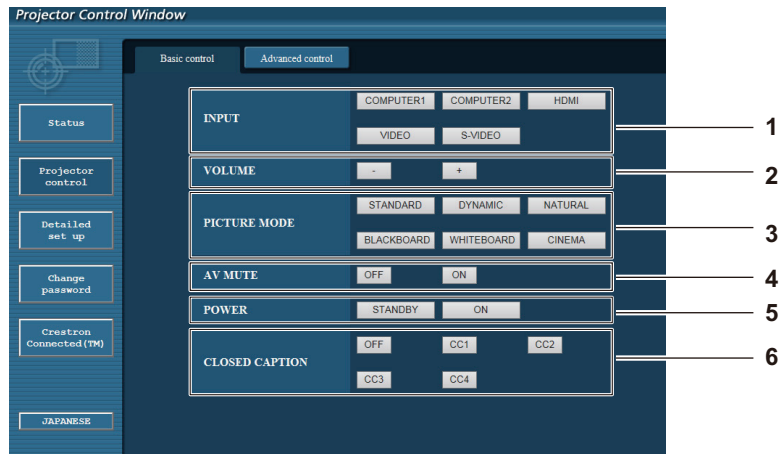 Projector Control Window
Basic control Advanced control
Status
Projector
control
Detailed
set up
Change
password
Crestron
Connected(TM)
JAPANESE
INPUT
COMPUTER1 COMPUTER2 HDMI
VIDEO S-VIDEO
1
VOLUME - +
2
PICTURE MODE
STANDARD DYNAMIC NATURAL
BLACKBOARD WHITEBOARD CINEMA
3
AV MUTE OFF ON
4
POWER STANDBY ON
5
CLOSED CAPTION
OFF CC1 CC2
CC3 CC4
6